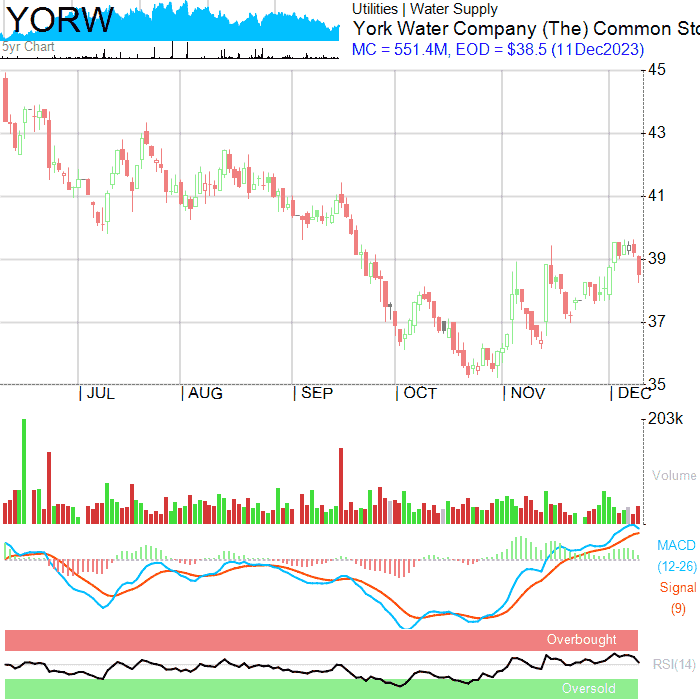 YORW
5yr Chart
Utilities | Water Supply
York Water Company (The) Common Sto
MC = 551.4M, EOD = $38.5 (11Dec2023)
45
43
41
39
37
35
| JUL | AUG | SEP | OCT | NOV | DEC
203k
Volume
MACD
(12-26)
Signal
(9)
Overbought
RSI(14)
Oversold